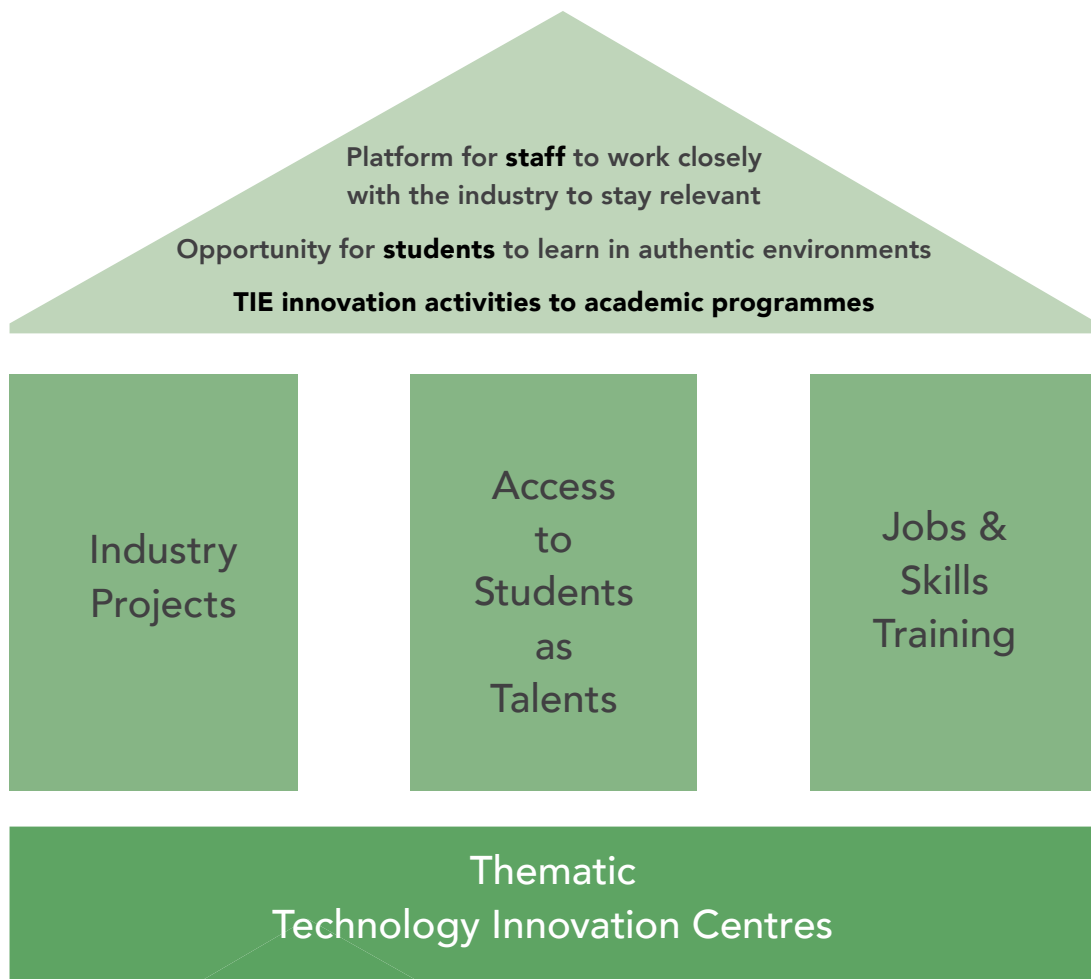 Platform for staff to work closely
with the industry to stay relevant
Opportunity for students to learn in authentic environments
TIE innovation activities to academic programmes
Industry
Projects
Access
to
Students
as
Talents
Jobs &
Skills
Training
Thematic
Technology Innovation Centres